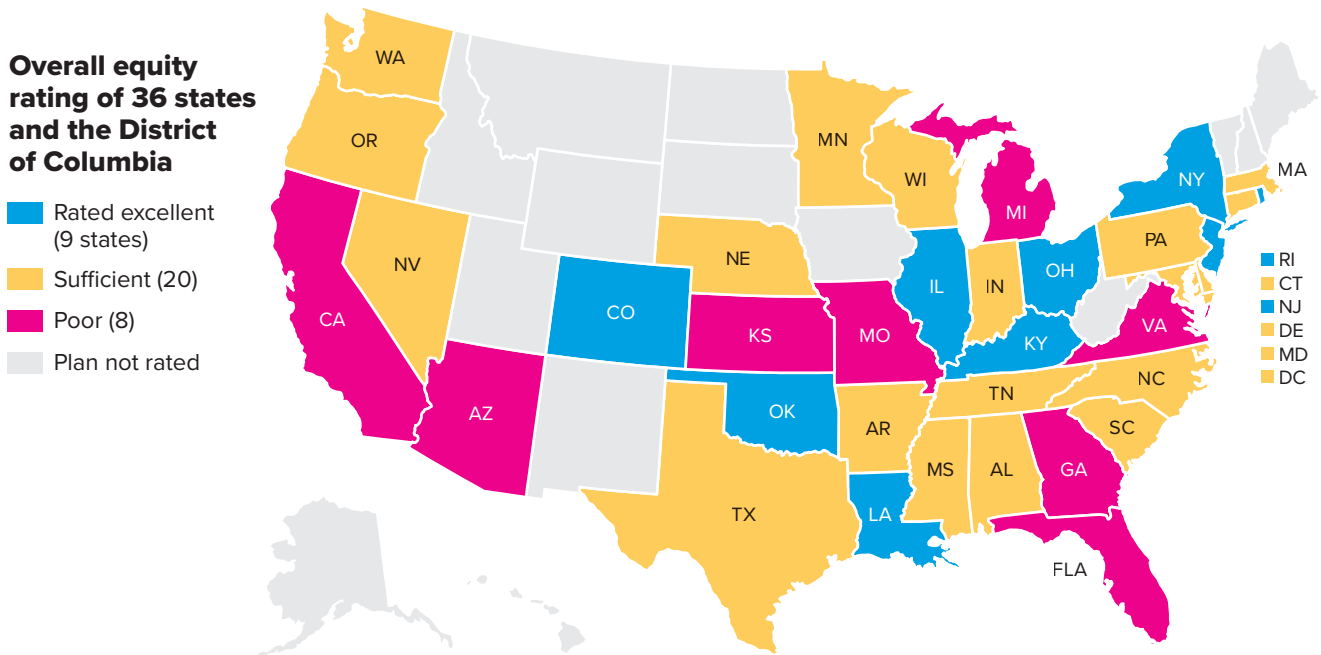 Overall equity
rating of 36 states
and the District
of Columbia
Rated excellent
(9 states)
Sufficient (20)
Poor (8)
Plan not rated
WA
OR
CA
NV
AZ
CO
NE
KS
OK
TX
MN
WI
MI
IL
IN
OH
MO
KY
AR
TN
LA
MS
AL
GA
FLA
SC
NC
VA
PA
NY
MA
RI
CT
NJ
DE
MD
DC